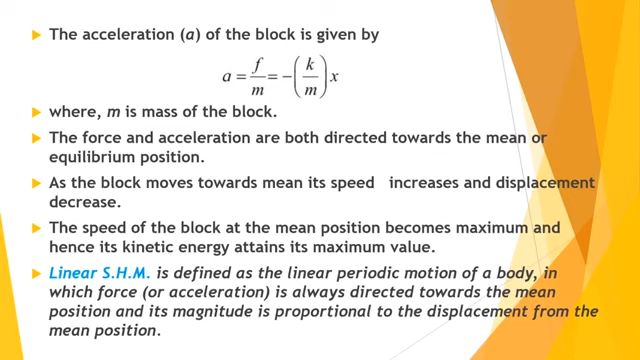 The acceleration (a) of the block is given by
a = f/m = -(k/m) x
where, m is mass of the block.
The force and acceleration are both directed towards the mean or
equilibrium position.
As the block moves towards mean its speed increases and displacement
decrease.
The speed of the block at the mean position becomes maximum and
hence its kinetic energy attains its maximum value.
Linear S.H.M. is defined as the linear periodic motion of a body, in
which force (or acceleration) is always directed towards the mean
position and its magnitude is proportional to the displacement from the
mean position.